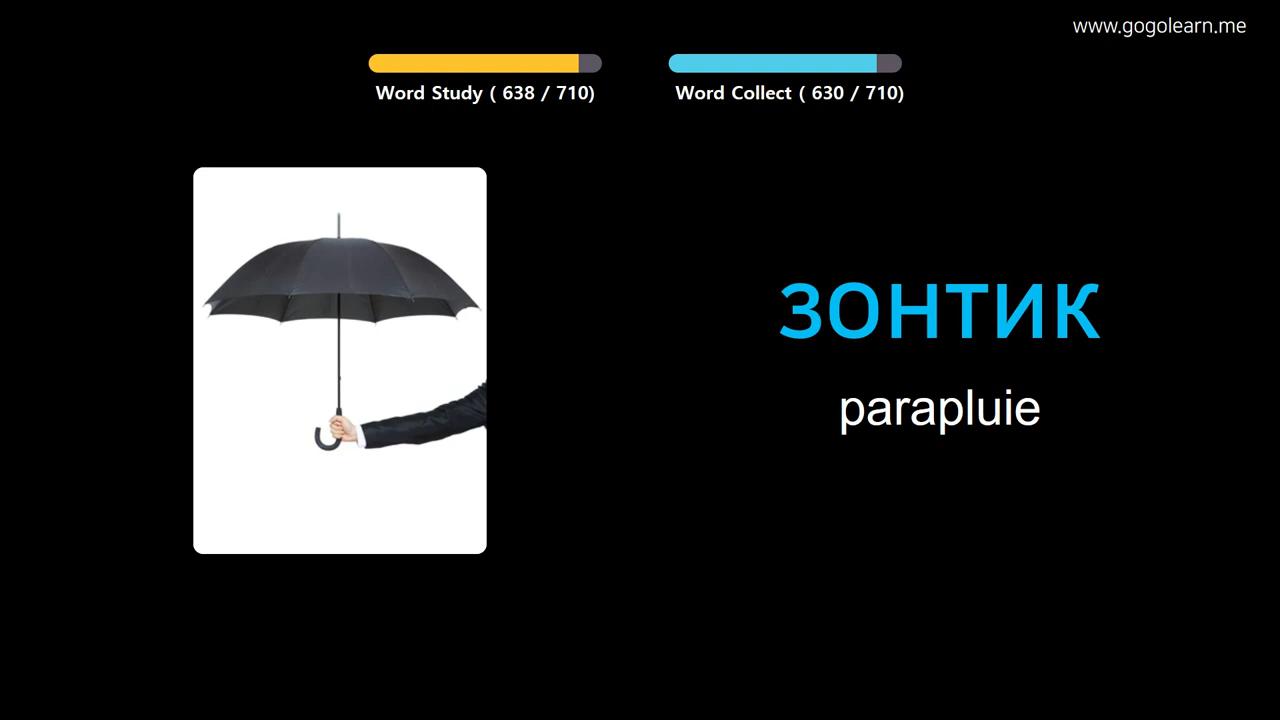 www.gogolearn.me
Word Study ( 638 / 710)
Word Collect ( 630 / 710)
зонтик
parapluie